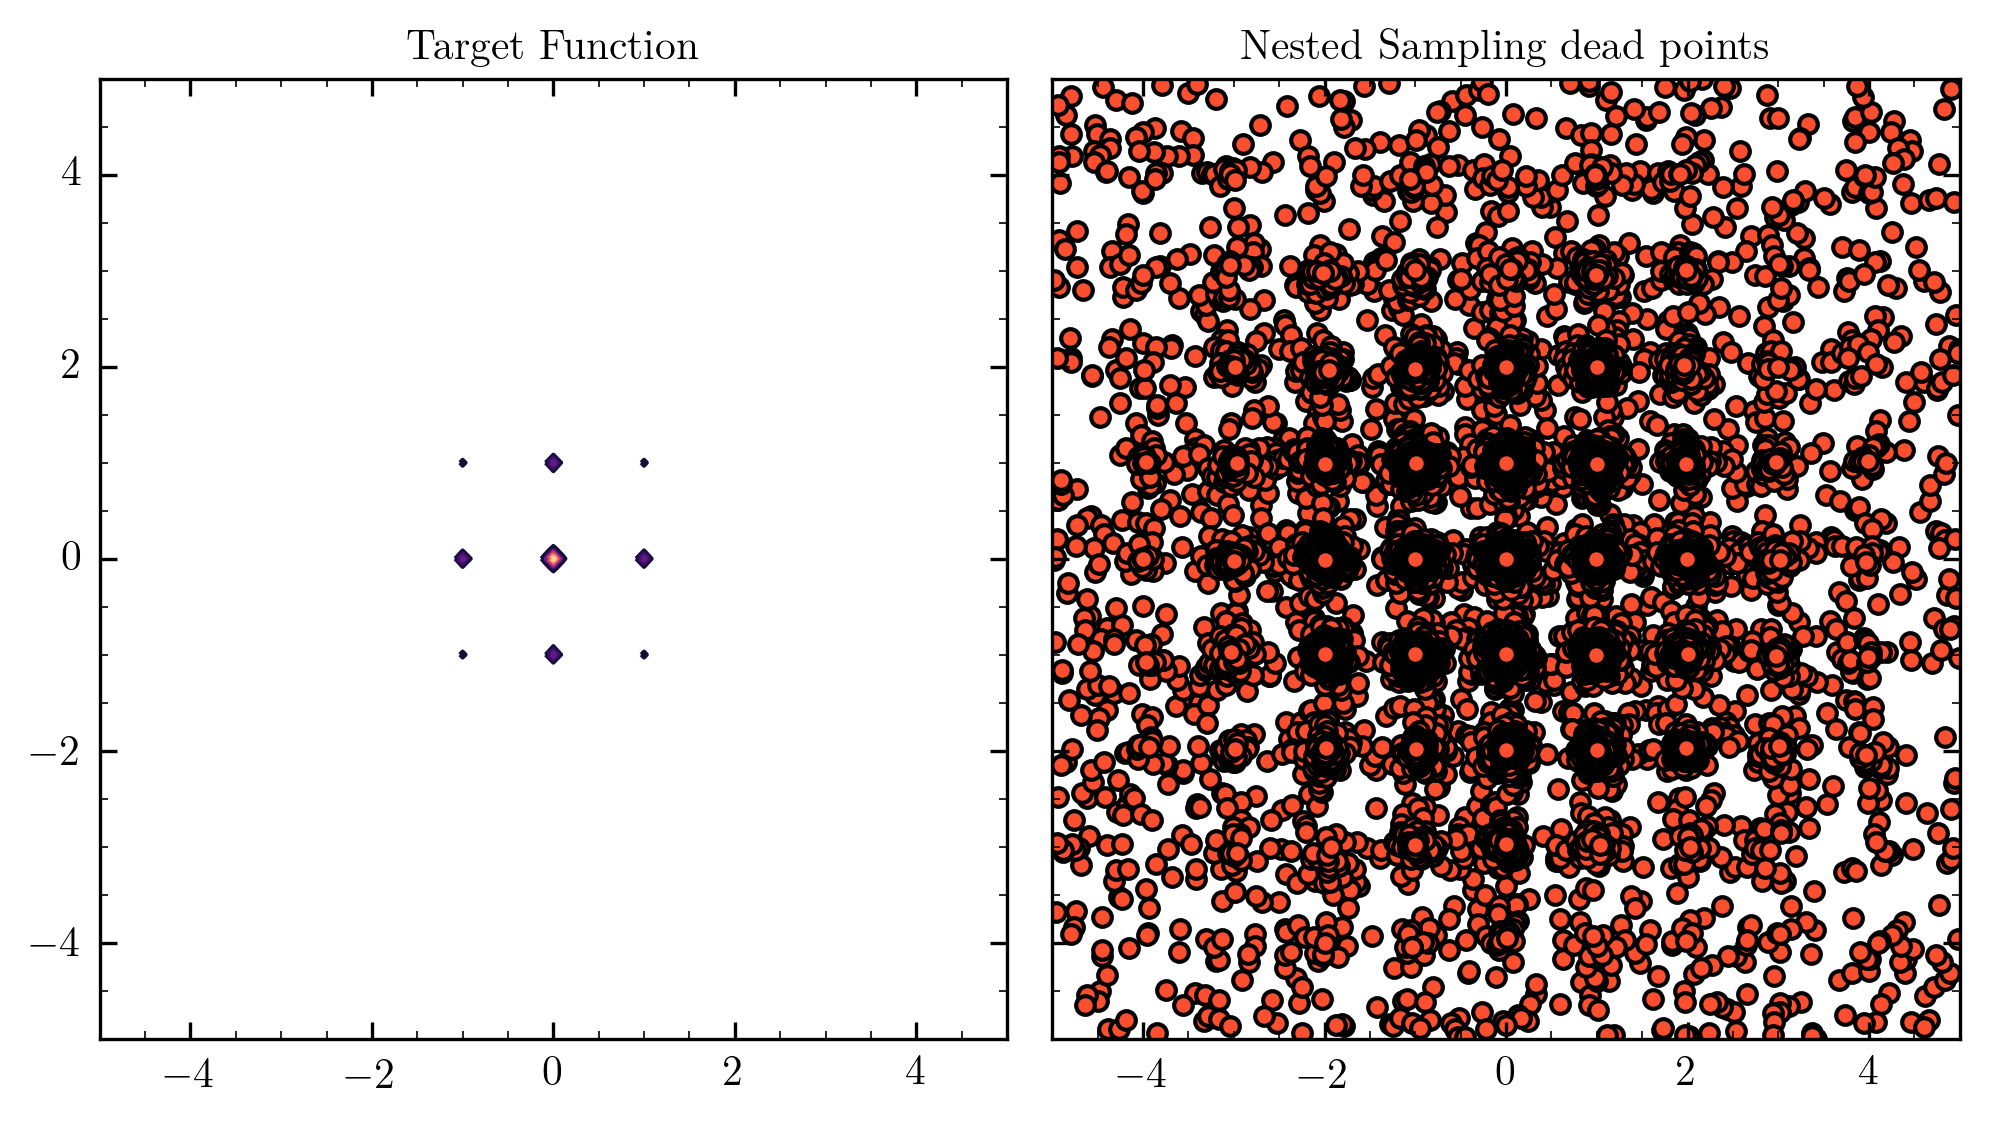 Target Function
Nested Sampling dead points
4
2
0
−2
−4
−4 −2 0 2 4
−4 −2 0 2 4